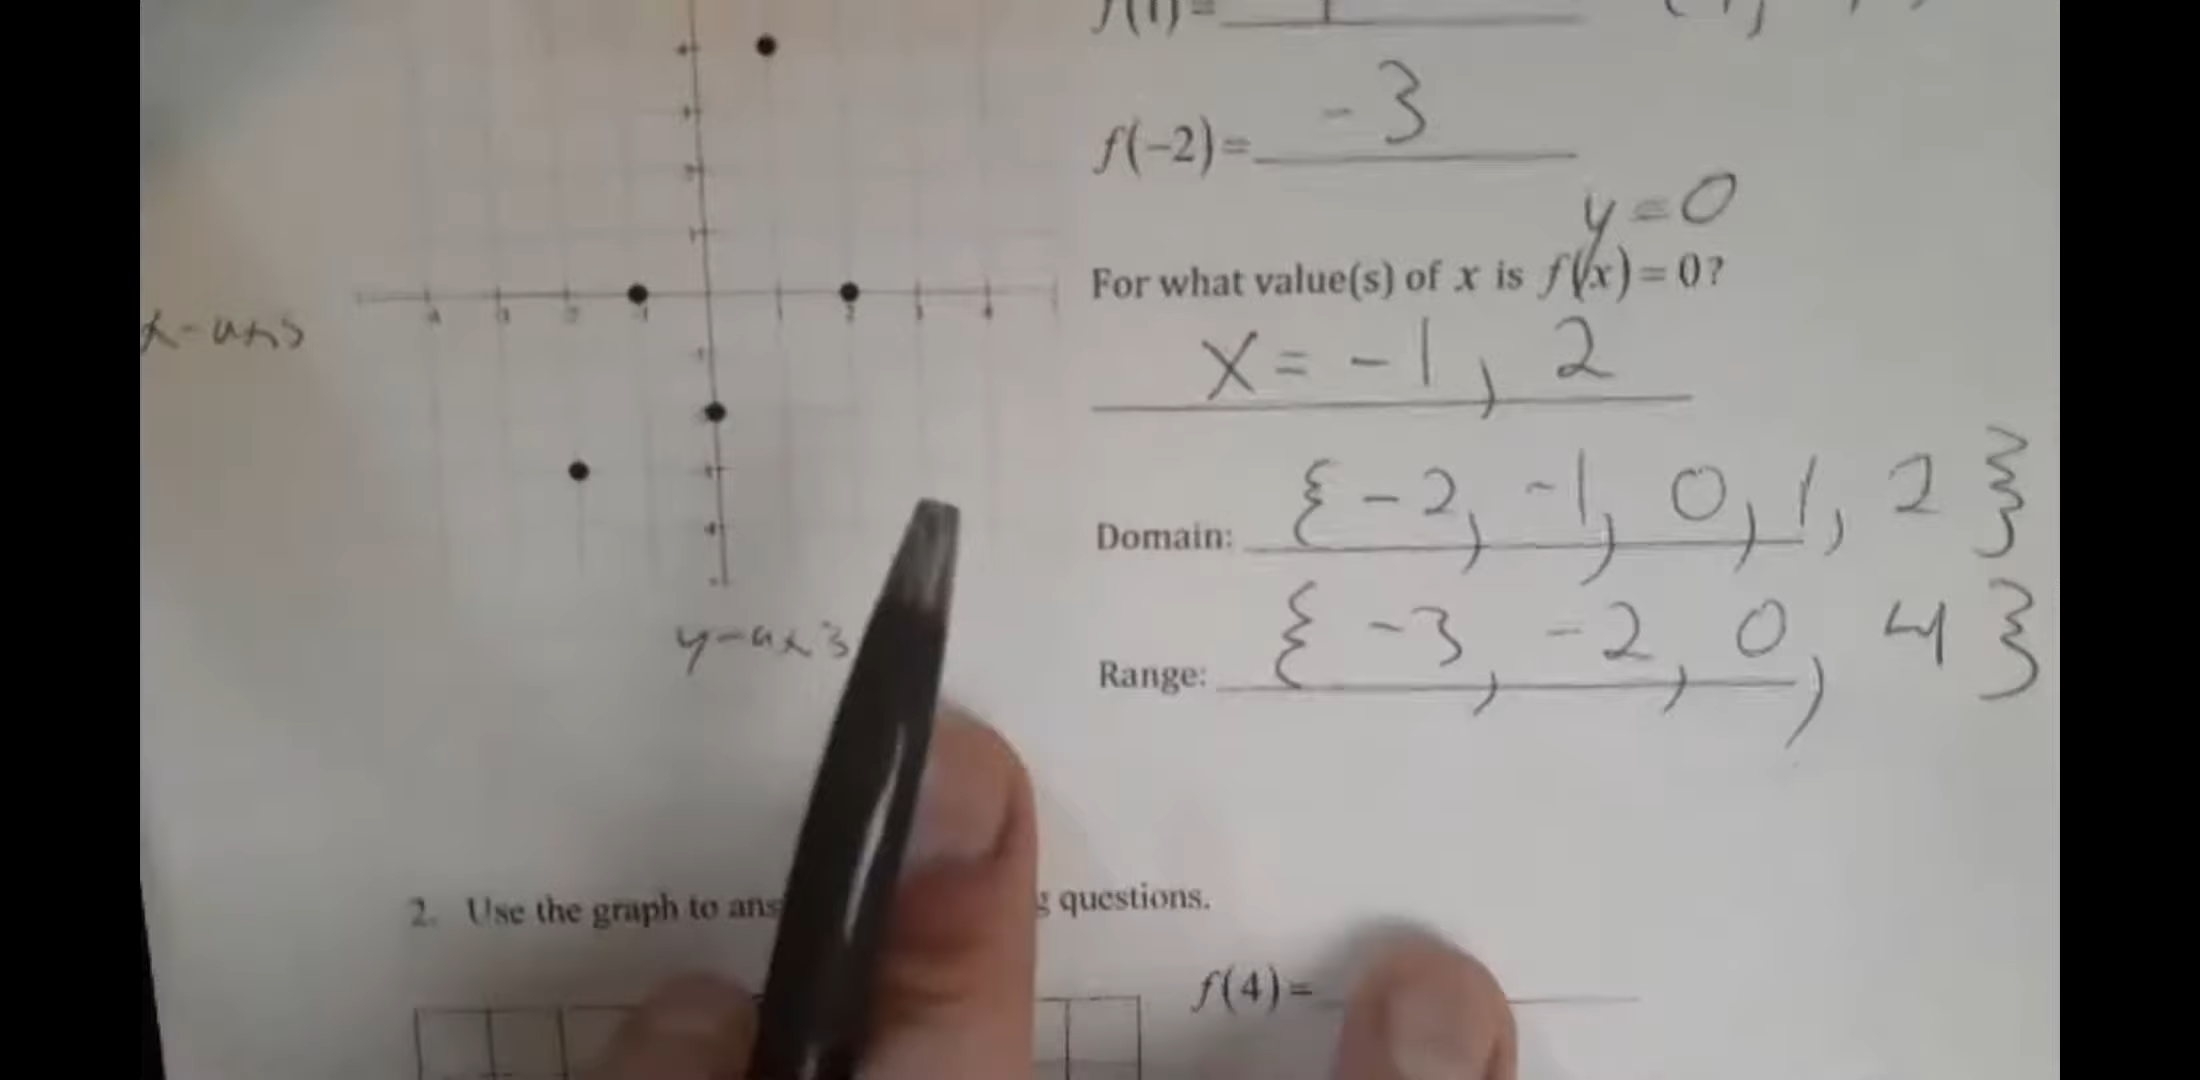 f(1)=
f(-2)= -3
y=0
For what value(s) of x is f(x)=0?
x-axis
x = -1, 2
Domain: {-2, -1, 0, 1, 2}
y-axis
Range: {-3, -2, 0, 4}
2. Use the graph to questions.
f(4)=